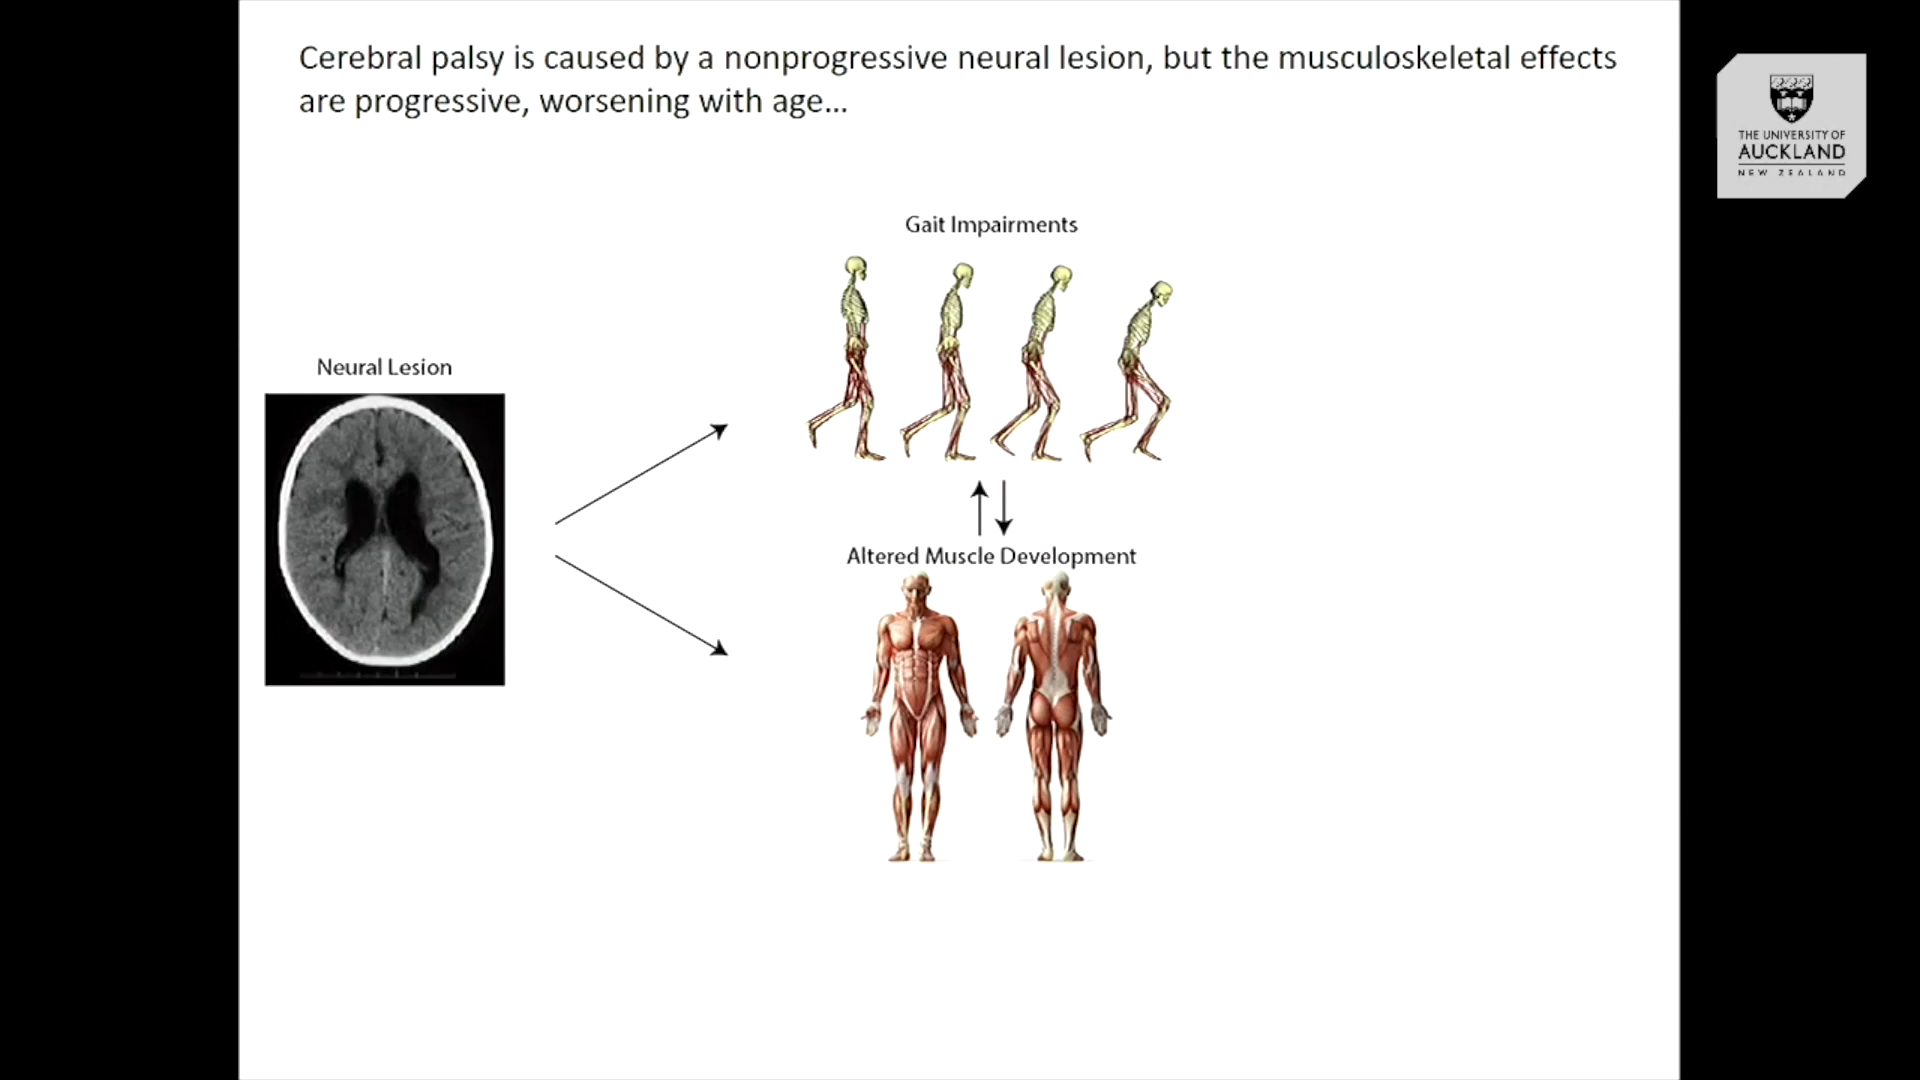 Cerebral palsy is caused by a nonprogressive neural lesion, but the musculoskeletal effects
are progressive, worsening with age...
THE UNIVERSITY OF
AUCKLAND
NEW ZEALAND
Gait Impairments
Neural Lesion
Altered Muscle Development